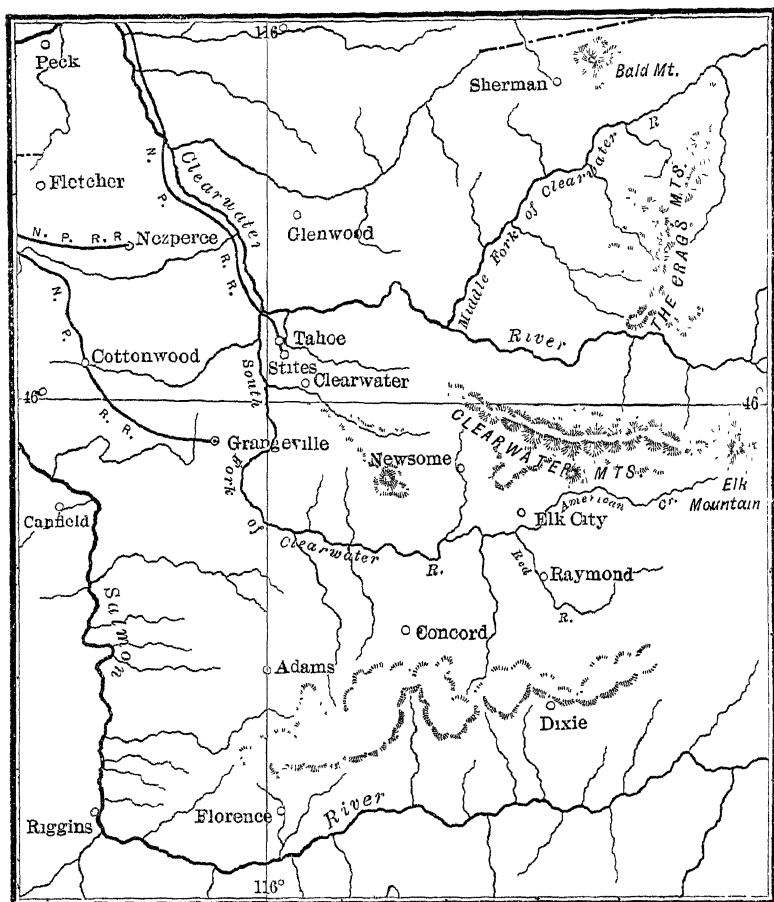 116°
Peck
Bald Mt.
Sherman
R
N. P. R. R.
Clearwater
Middle Fork of Clearwater
THE CRAGS MTS.
Fletcher
Glenwood
N. P. R. R
Nezperce
N. P. R. R.
River
Tahoe
Stites
Cottonwood
Clearwater
South Fork of Clearwater R.
46°
46°
CLEARWATER MTS.
Grangeville
Newsome
Elk Mountain
American Cr.
Canfield
Elk City
Red R.
Raymond
Salmon
Concord
Adams
Dixie
Florence
River
Riggins
116°